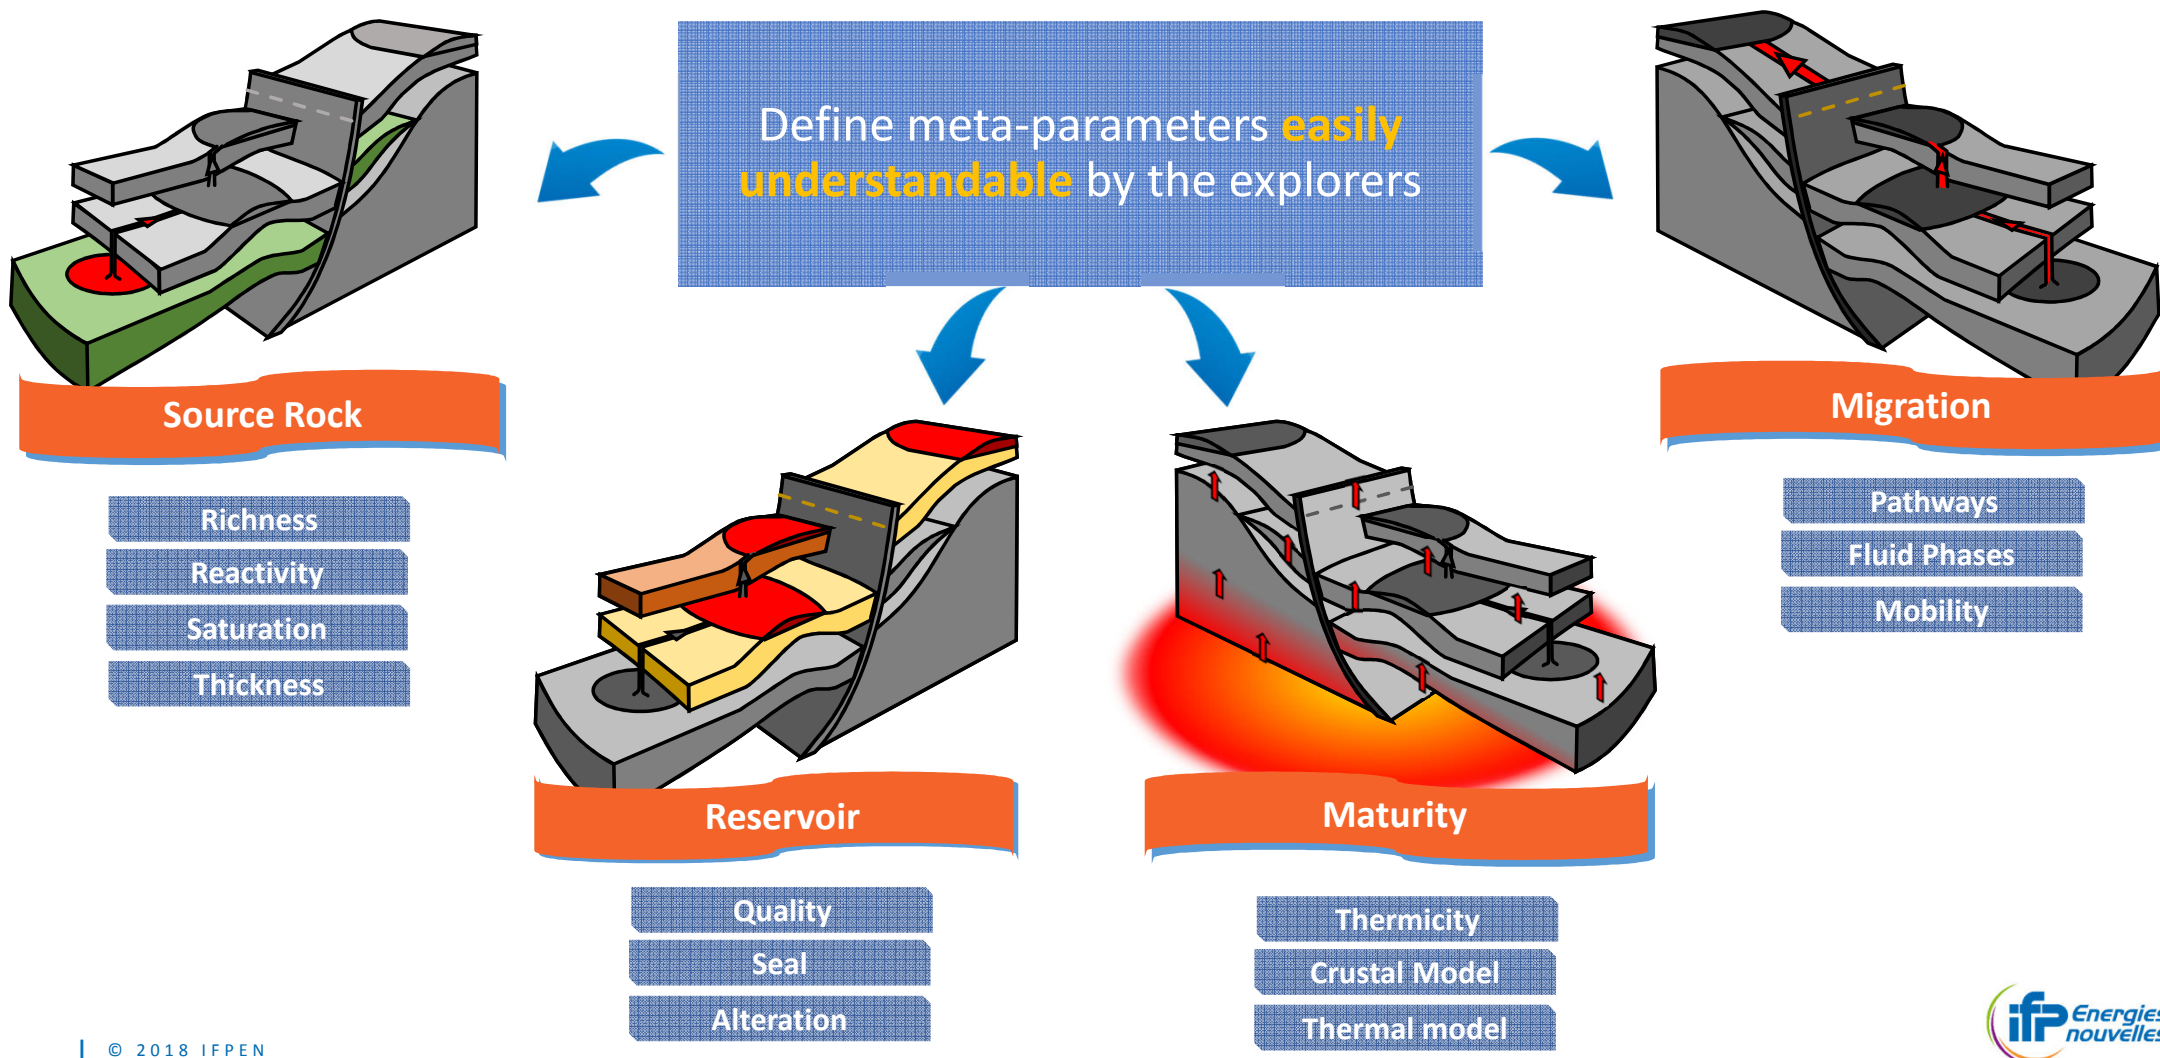 Define meta-parameters easily
understandable by the explorers
Source Rock
Richness
Reactivity
Saturation
Thickness
Reservoir
Quality
Seal
Alteration
Maturity
Thermicity
Crustal Model
Thermal model
Migration
Pathways
Fluid Phases
Mobility
© 2018 IFPEN
ifp Energies
nouvelles